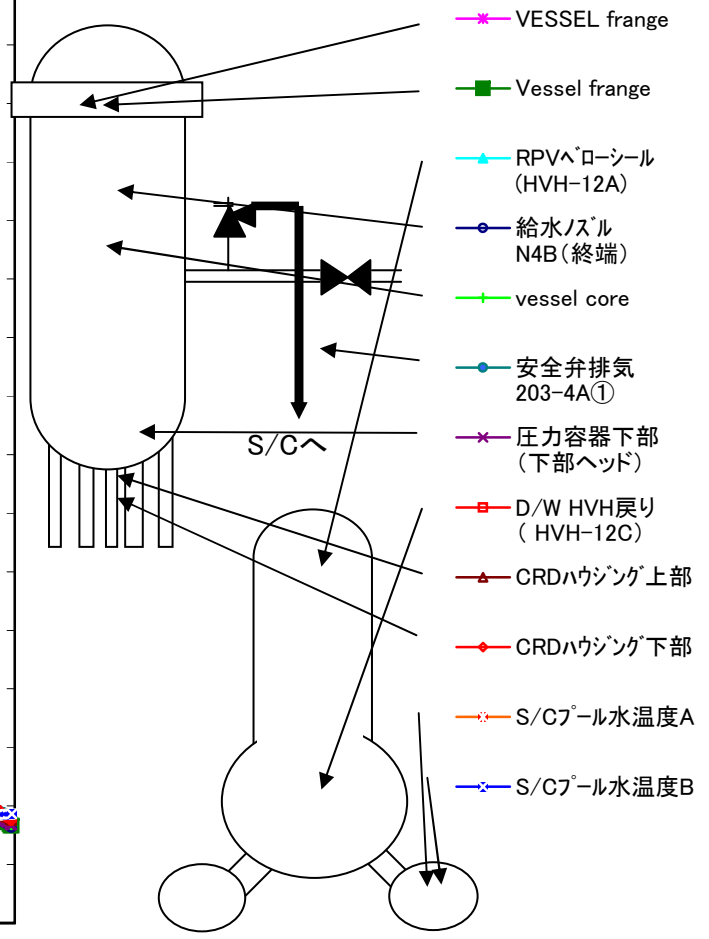 VESSEL frange
Vessel frange
RPVベローシール
(HVH-12A)
給水ノズル
N4B(終端)
vessel core
安全弁排気
203-4A①
S/Cへ
圧力容器下部
(下部ヘッド)
D/W HVH戻り
( HVH-12C)
CRDハウジング上部
CRDハウジング下部
S/Cプール水温度A
S/Cプール水温度B